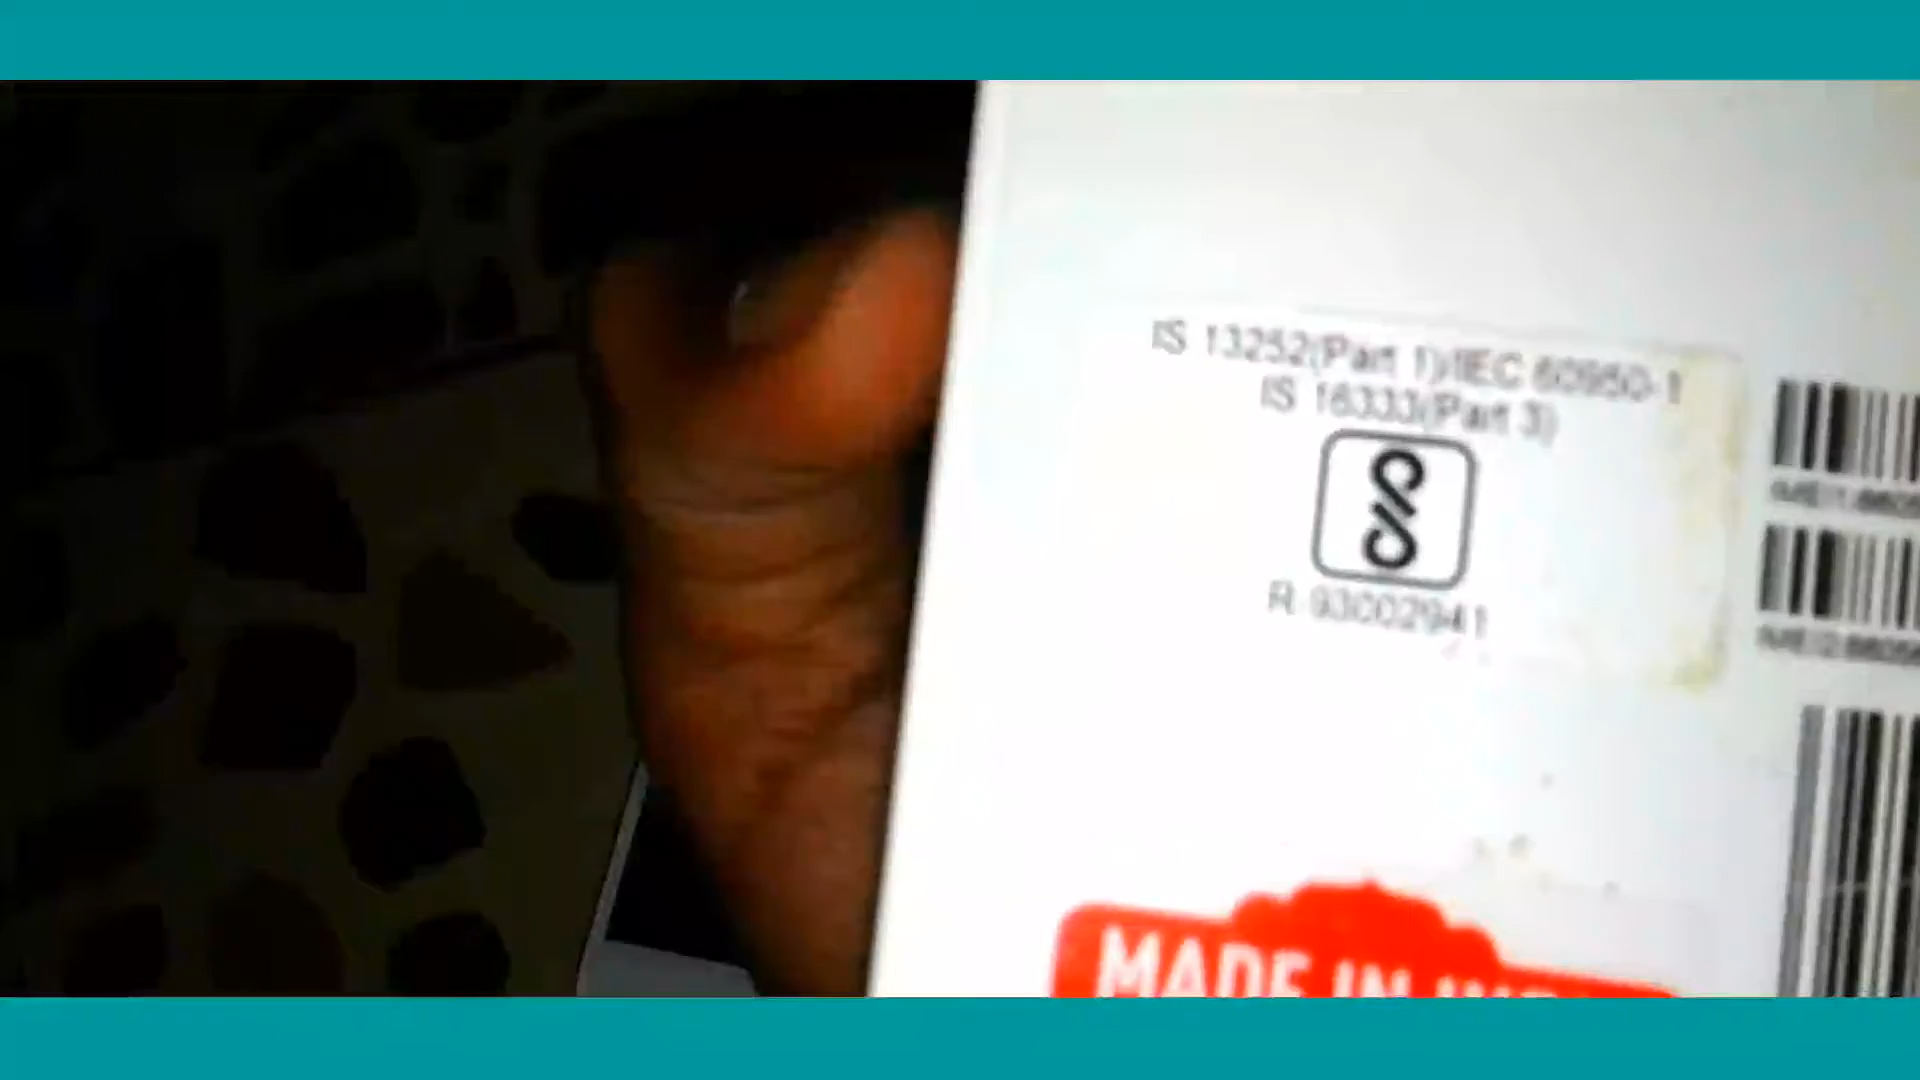 IS 13252(Part 1)/IEC 60950-1
IS 16333(Part 3)
R 93002941
MADE IN